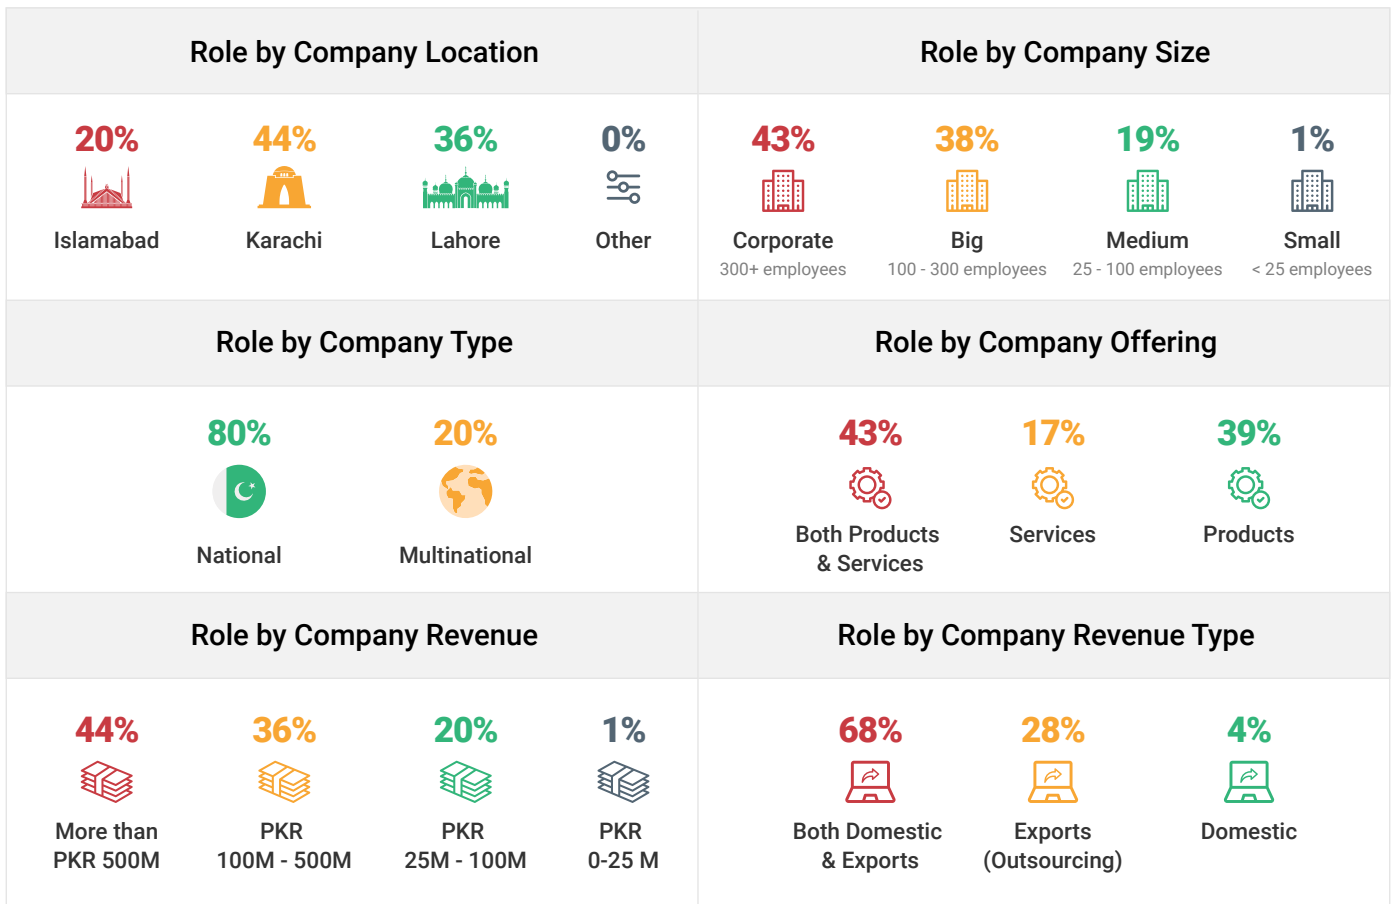 Role by Company Location
Role by Company Size
20%
44%
36%
0%
Islamabad
Karachi
Lahore
Other
43%
38%
19%
1%
Corporate
Big
Medium
Small
300+ employees
100 - 300 employees
25 - 100 employees
< 25 employees
Role by Company Type
Role by Company Offering
80%
20%
National
Multinational
43%
17%
39%
Both Products
& Services
Services
Products
Role by Company Revenue
Role by Company Revenue Type
44%
36%
20%
1%
More than
PKR 500M
PKR
100M - 500M
PKR
25M - 100M
PKR
0-25 M
68%
28%
4%
Both Domestic
& Exports
Exports
(Outsourcing)
Domestic